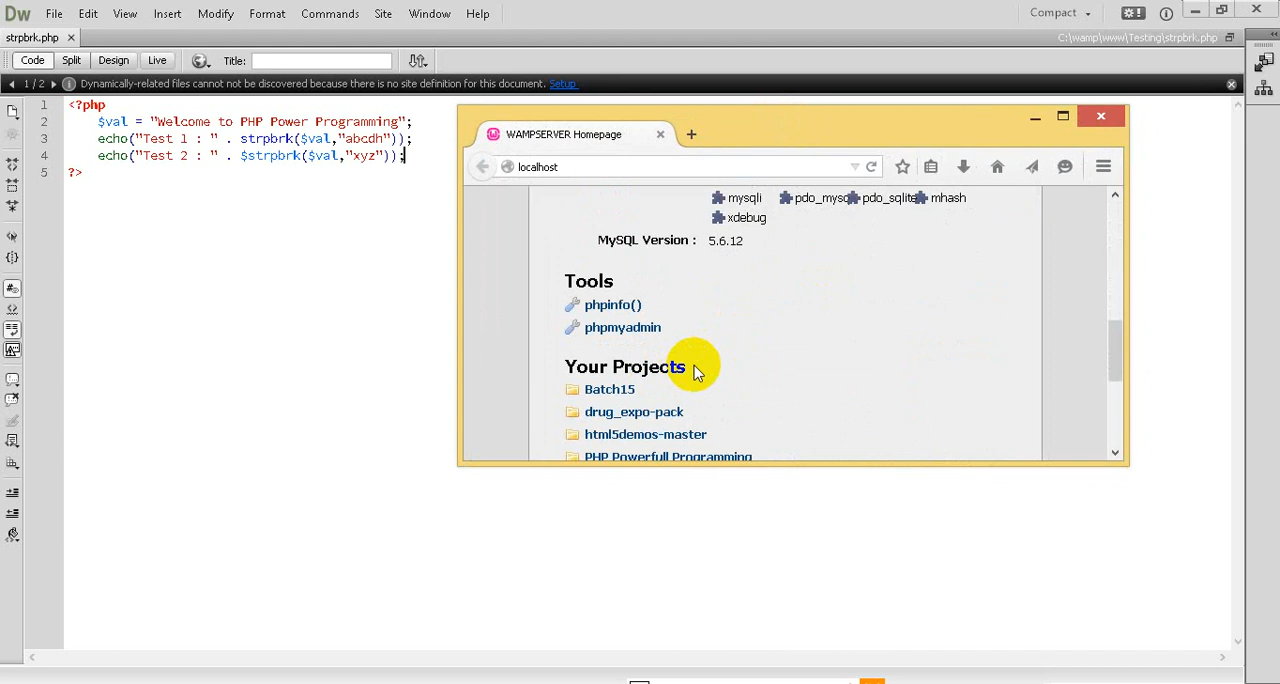 Dw File Edit View Insert Modify Format Commands Site Window Help Compact
strpbrk.php C:\wamp\www\Testing\strpbrk.php
Code Split Design Live Title:
1 / 2 Dynamically-related files cannot not be discovered because there is no site definition for this document. Setup
1 <?php
2 $val = "Welcome to PHP Power Programming";
3 echo("Test 1 : " . strpbrk($val,"abcdh"));
4 echo("Test 2 : " . $strpbrk($val,"xyz"));
5 ?>
WAMPSERVER Homepage
localhost
mysqli pdo_mysq pdo_sqlite mhash
xdebug
MySQL Version : 5.6.12
Tools
phpinfo()
phpmyadmin
Your Projects
Batch15
drug_expo-pack
html5demos-master
PHP Powerfull Programming